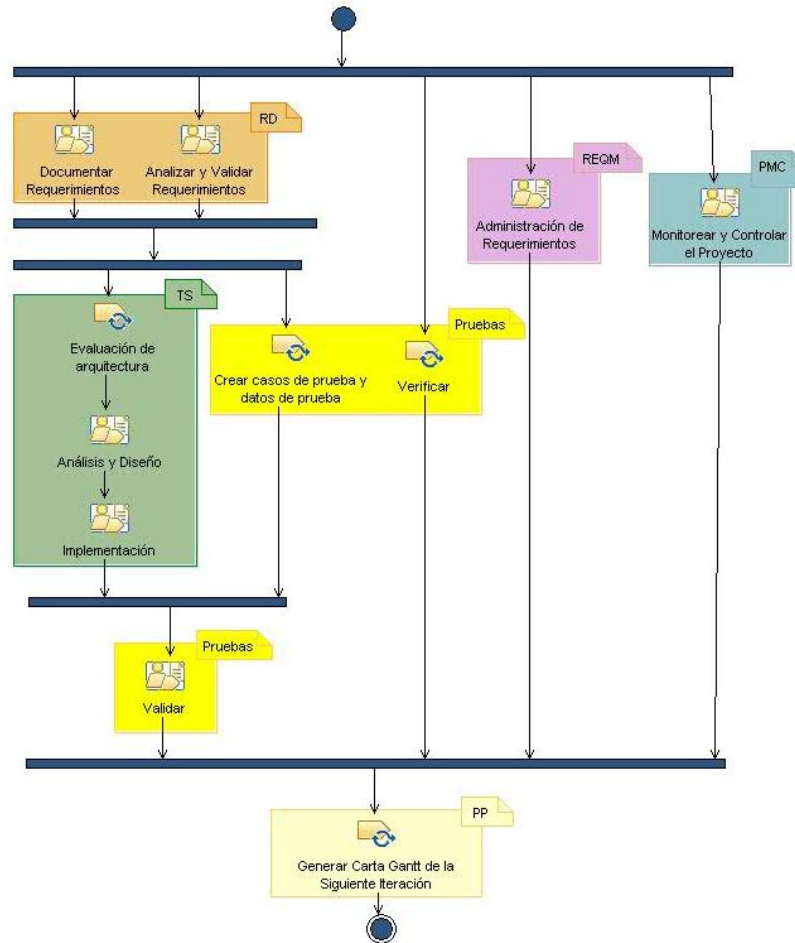 RD
Documentar
Requerimientos
Analizar y Validar
Requerimientos
REQM
Administración de
Requerimientos
PMC
Monitorear y Controlar
el Proyecto
TS
Evaluación de
arquitectura
Análisis y Diseño
Implementación
Pruebas
Crear casos de prueba y
datos de prueba
Verificar
Pruebas
Validar
PP
Generar Carta Gantt de la
Siguiente Iteración